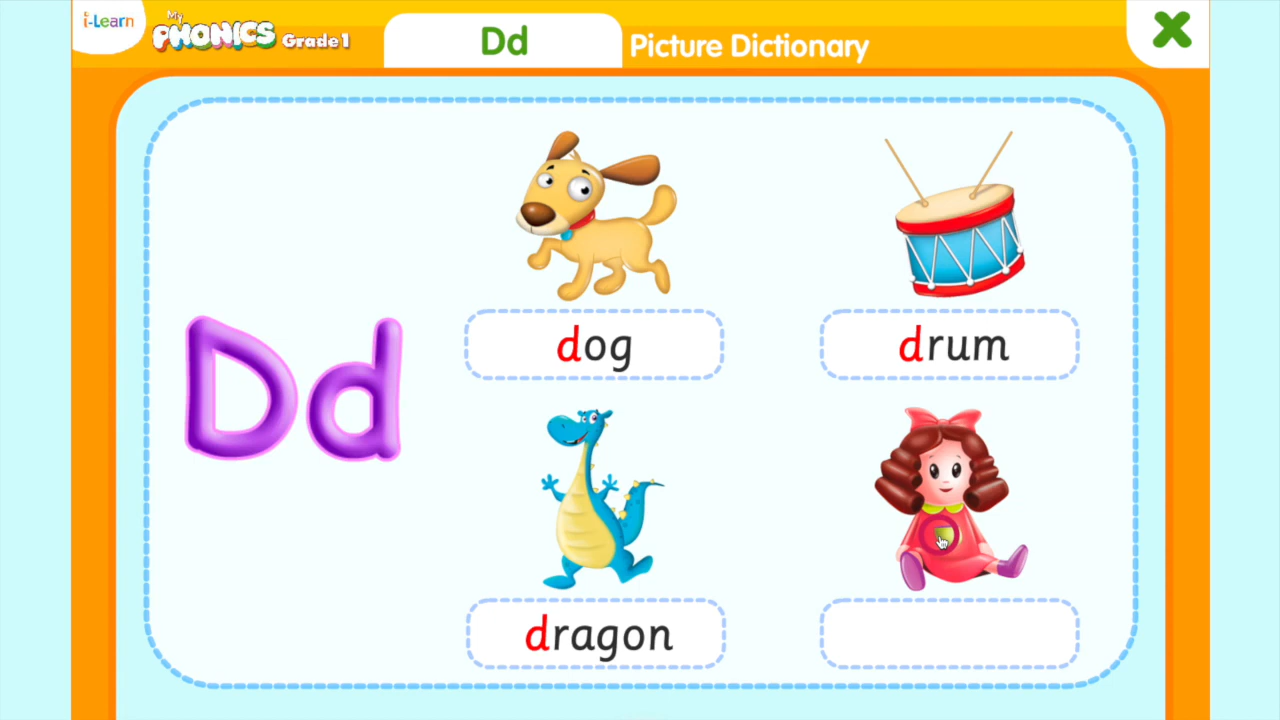 i-Learn
My
PHONICS Grade 1
Dd
Picture Dictionary
Dd
dog
drum
dragon